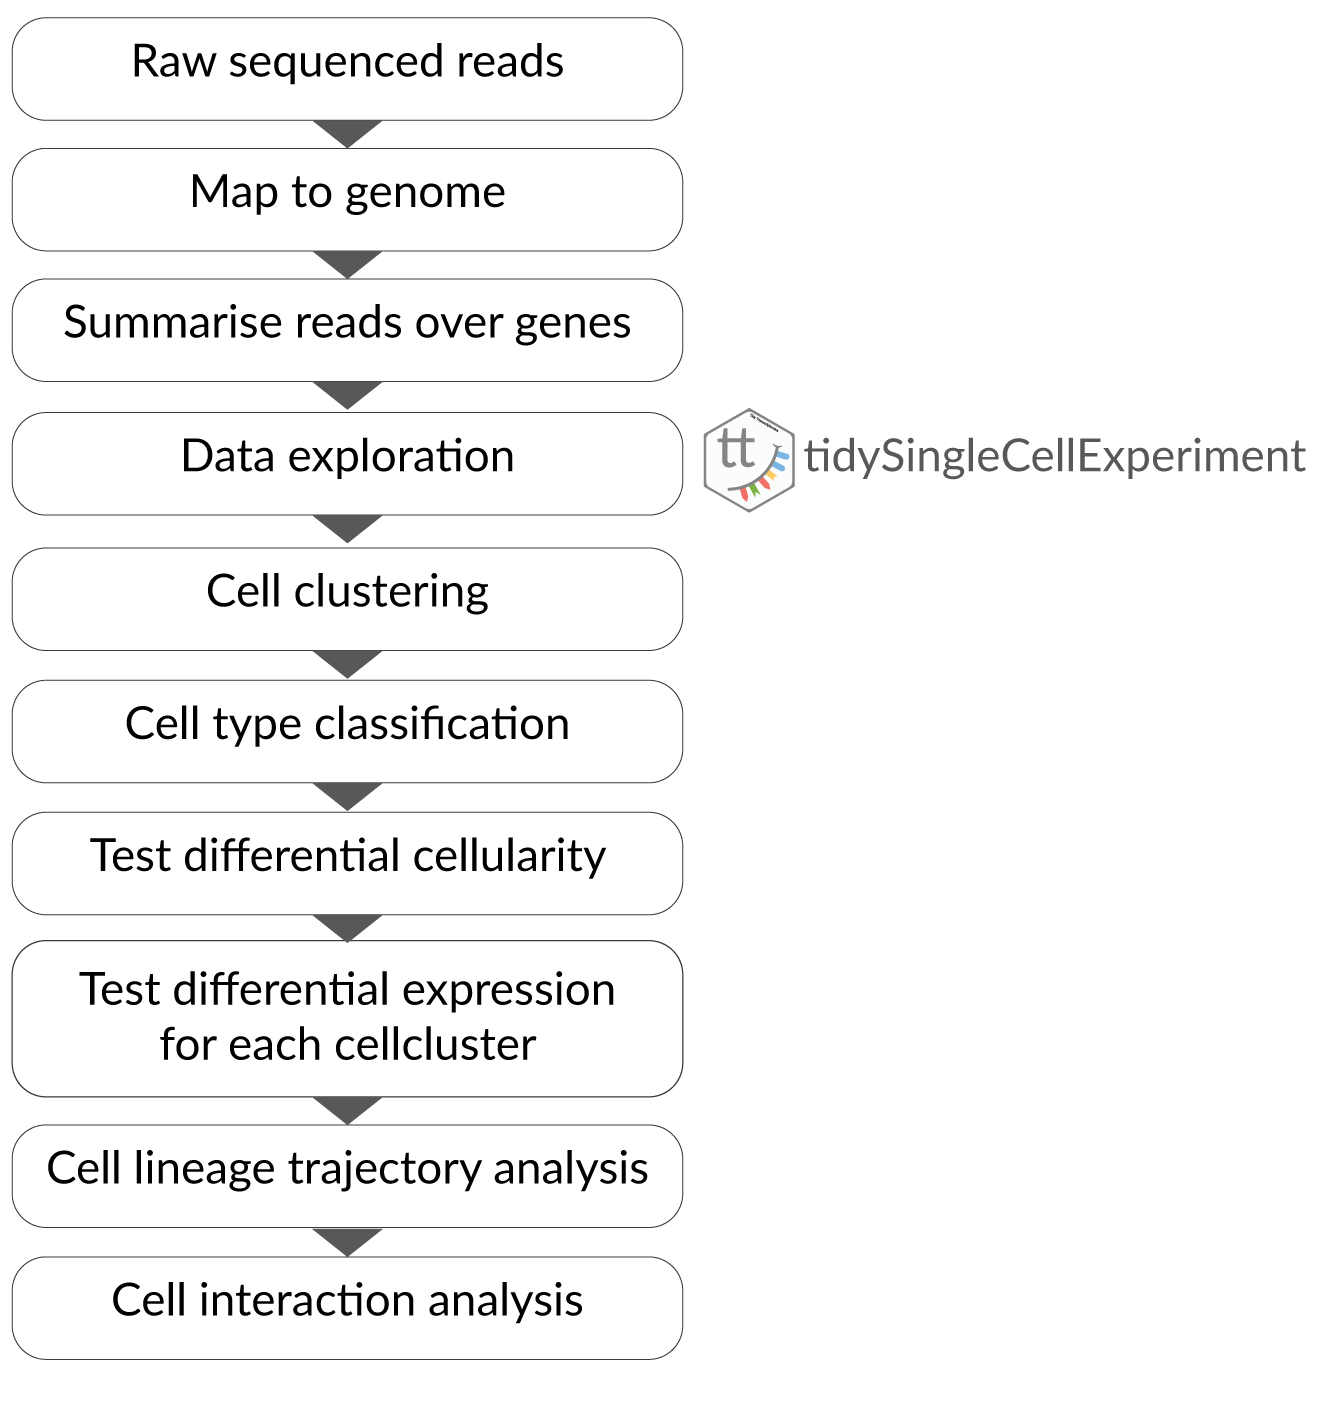 Raw sequenced reads
Map to genome
Summarise reads over genes
Data exploration
tt
tidySingleCellExperiment
Cell clustering
Cell type classification
Test differential cellularity
Test differential expression
for each cellcluster
Cell lineage trajectory analysis
Cell interaction analysis